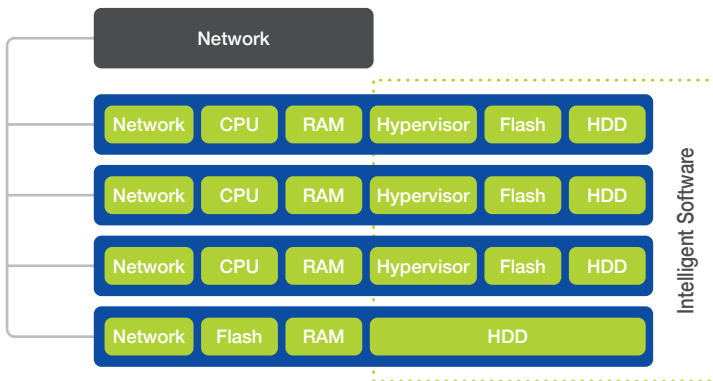 Network
Network CPU RAM Hypervisor Flash HDD
Network CPU RAM Hypervisor Flash HDD
Network CPU RAM Hypervisor Flash HDD
Network Flash RAM HDD
Intelligent Software